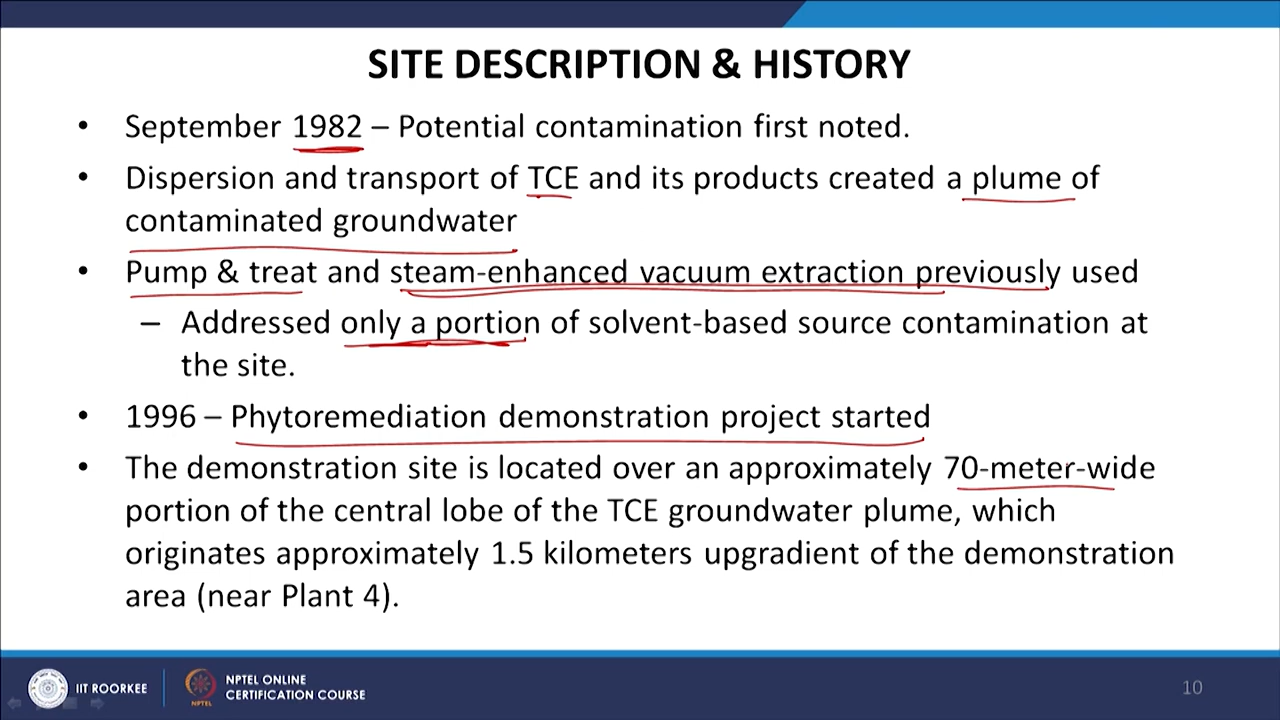 SITE DESCRIPTION & HISTORY
• September 1982 – Potential contamination first noted.
• Dispersion and transport of TCE and its products created a plume of
contaminated groundwater
• Pump & treat and steam-enhanced vacuum extraction previously used
– Addressed only a portion of solvent-based source contamination at
the site.
• 1996 – Phytoremediation demonstration project started
• The demonstration site is located over an approximately 70-meter-wide
portion of the central lobe of the TCE groundwater plume, which
originates approximately 1.5 kilometers upgradient of the demonstration
area (near Plant 4).
IIT ROORKEE
NPTEL
NPTEL ONLINE
CERTIFICATION COURSE
10